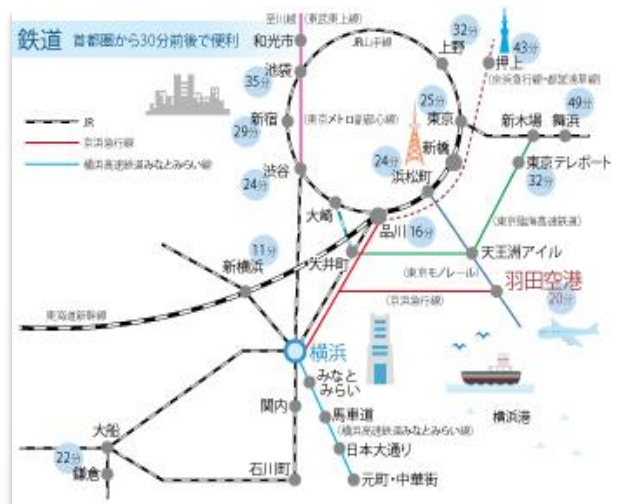 至川越
(東武東上線)
鉄道 首都圏から30分前後で便利
和光市
JR山手線
32分
上野
43分
押上
(京浜急行線・都営浅草線)
池袋
35分
25分
49分
新宿
(東京メトロ副都心線)
東京
新木場
舞浜
29分
JR
京浜急行線
横浜高速鉄道みなとみらい線
新橋
24分
浜松町
東京テレポート
32分
渋谷
24分
大崎
品川
16分
(東京臨海高速鉄道)
11分
新横浜
大井町
天王洲アイル
(東京モノレール)
羽田空港
(京浜急行線)
20分
東海道新幹線
横浜
みなと
みらい
関内
馬車道
横浜港
(横浜高速鉄道みなとみらい線)
大船
日本大通り
22分
鎌倉
石川町
元町・中華街